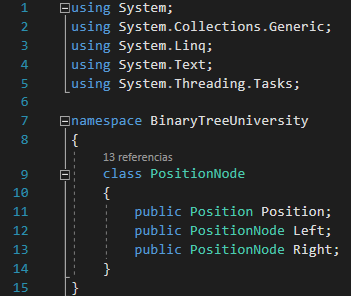 1 using System;
2 using System.Collections.Generic;
3 using System.Linq;
4 using System.Text;
5 using System.Threading.Tasks;
6
7 namespace BinaryTreeUniversity
8 {
13 referencias
9 class PositionNode
10 {
11 public Position Position;
12 public PositionNode Left;
13 public PositionNode Right;
14 }
15 }